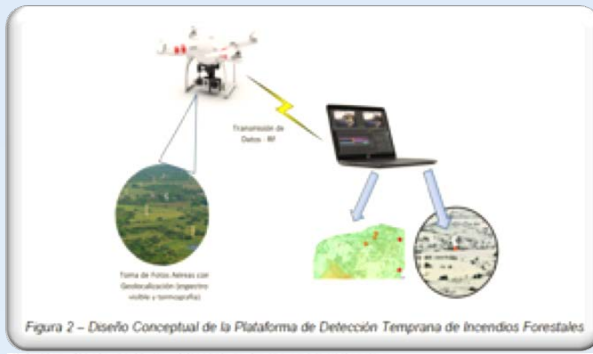 Transmisión de
Datos - RF
Toma de Fotos Aéreas con
Geolocalización (espectro
visible y termografía)
Figura 2 – Diseño Conceptual de la Plataforma de Detección Temprana de Incendios Forestales